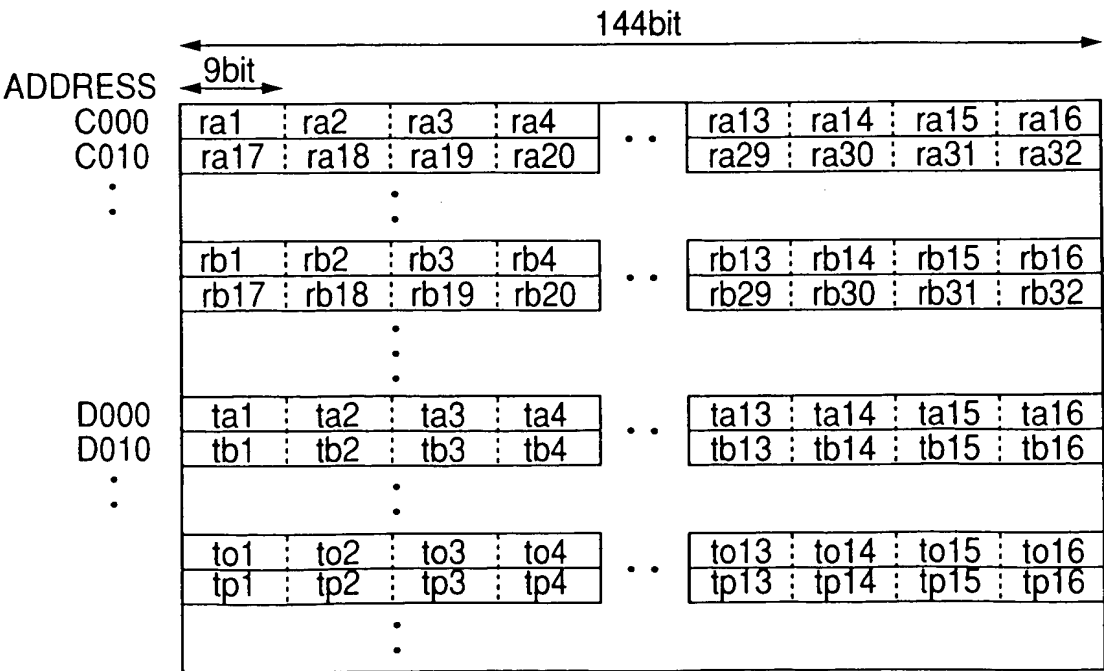 144bit
ADDRESS 9bit
C000 ra1 ra2 ra3 ra4 ra13 ra14 ra15 ra16
C010 ra17 ra18 ra19 ra20 ra29 ra30 ra31 ra32
rb1 rb2 rb3 rb4 rb13 rb14 rb15 rb16
rb17 rb18 rb19 rb20 rb29 rb30 rb31 rb32
D000 ta1 ta2 ta3 ta4 ta13 ta14 ta15 ta16
D010 tb1 tb2 tb3 tb4 tb13 tb14 tb15 tb16
to1 to2 to3 to4 to13 to14 to15 to16
tp1 tp2 tp3 tp4 tp13 tp14 tp15 tp16